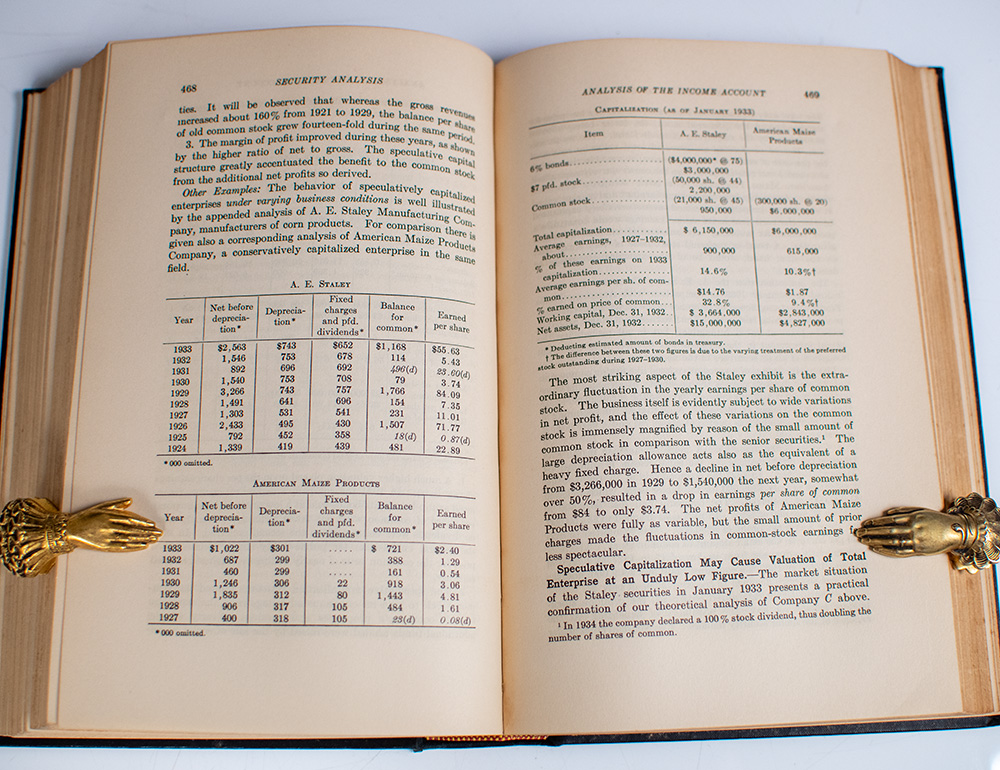 468
SECURITY ANALYSIS
ties. It will be observed that whereas the gross revenues
increased about 160% from 1921 to 1929, the balance per share
of old common stock grew fourteen-fold during the same period.
3. The margin of profit improved during these years, as shown
by the higher ratio of net to gross. The speculative capital
structure greatly accentuated the benefit to the common stock
from the additional net profits so derived.
Other Examples: The behavior of speculatively capitalized
enterprises under varying business conditions is well illustrated
by the appended analysis of A. E. Staley Manufacturing Com-
pany, manufacturers of corn products. For comparison there is
given also a corresponding analysis of American Maize Products
Company, a conservatively capitalized enterprise in the same
field.
A. E. STALEY
Year Net before deprecia-tion* Deprecia-tion* Fixed charges and pfd. dividends* Balance for common* Earned per share
1933 $2,563 $743 $652 $1,168 $55.63
1932 1,546 753 678 114 5.43
1931 892 696 692 496(d) 23.60(d)
1930 1,540 753 708 79 3.74
1929 3,266 743 757 1,766 84.09
1928 1,491 641 696 154 7.35
1927 1,303 531 541 231 11.01
1926 2,433 495 430 1,507 71.77
1925 792 452 358 18(d) 0.87(d)
1924 1,339 419 439 481 22.89
* 000 omitted.
AMERICAN MAIZE PRODUCTS
Year Net before deprecia-tion* Deprecia-tion* Fixed charges and pfd. dividends* Balance for common* Earned per share
1933 $1,022 $301 ..... $ 721 $2.40
1932 687 299 ..... 388 1.29
1931 460 299 ..... 161 0.54
1930 1,246 306 22 918 3.06
1929 1,835 312 80 1,443 4.81
1928 906 317 105 484 1.61
1927 400 318 105 23(d) 0.08(d)
* 000 omitted.
ANALYSIS OF THE INCOME ACCOUNT
469
CAPITALIZATION (AS OF JANUARY 1933)
Item A. E. Staley American Maize Products
6% bonds ($4,000,000* @ 75)
$3,000,000
$7 pfd. stock (50,000 sh. @ 44)
2,200,000
Common stock (21,000 sh. @ 45) (300,000 sh. @ 20)
950,000 $6,000,000
Total capitalization $ 6,150,000 $6,000,000
Average earnings, 1927–1932,
about 900,000 615,000
% of these earnings on 1933
capitalization 14.6% 10.3%†
Average earnings per sh. of com-
mon $14.76 $1.87
% earned on price of common 32.8% 9.4%†
Working capital, Dec. 31, 1932 $ 3,664,000 $2,843,000
Net assets, Dec. 31, 1932 $15,000,000 $4,827,000
* Deducting estimated amount of bonds in treasury.
† The difference between these two figures is due to the varying treatment of the preferred
stock outstanding during 1927–1930.
The most striking aspect of the Staley exhibit is the extra-
ordinary fluctuation in the yearly earnings per share of common
stock. The business itself is evidently subject to wide variations
in net profit, and the effect of these variations on the common
stock is immensely magnified by reason of the small amount of
common stock in comparison with the senior securities.¹ The
large depreciation allowance acts also as the equivalent of a
heavy fixed charge. Hence a decline in net before depreciation
from $3,266,000 in 1929 to $1,540,000 the next year, somewhat
over 50%, resulted in a drop in earnings per share of common
from $84 to only $3.74. The net profits of American Maize
Products were fully as variable, but the small amount of prior
charges made the fluctuations in common-stock earnings far
less spectacular.
Speculative Capitalization May Cause Valuation of Total
Enterprise at an Unduly Low Figure.—The market situation
of the Staley securities in January 1933 presents a practical
confirmation of our theoretical analysis of Company C above.
¹ In 1934 the company declared a 100% stock dividend, thus doubling the
number of shares of common.